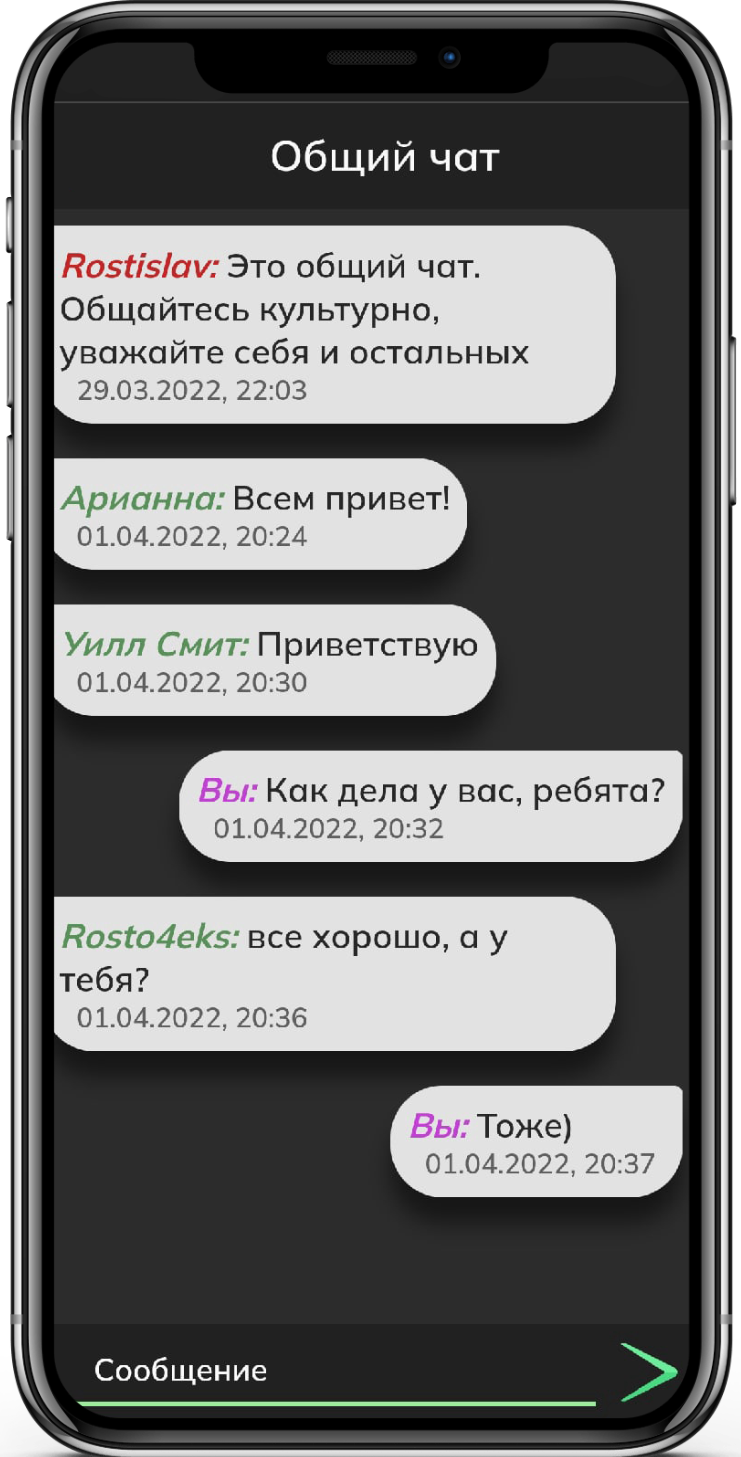 Общий чат
Rostislav: Это общий чат.
Общайтесь культурно,
уважайте себя и остальных
29.03.2022, 22:03
Арианна: Всем привет!
01.04.2022, 20:24
Уилл Смит: Приветствую
01.04.2022, 20:30
Вы: Как дела у вас, ребята?
01.04.2022, 20:32
Rosto4eks: все хорошо, а у
тебя?
01.04.2022, 20:36
Вы: Тоже)
01.04.2022, 20:37
Сообщение